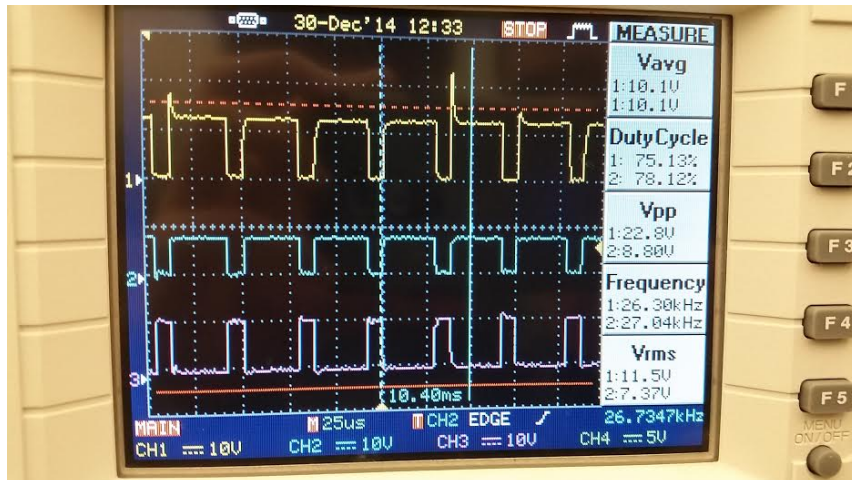 30-Dec'14 12:33 STOP
MEASURE
Vavg
1:10.1V
1:10.1V
DutyCycle
1: 75.13%
2: 78.12%
Vpp
1:22.8V
2:8.80V
Frequency
1:26.30kHz
2:27.04kHz
Vrms
1:11.5V
2:7.37V
1
2
3
10.40ms
MAIN M 25us T CH2 EDGE 26.7347kHz
CH1 10V CH2 10V CH3 10V CH4 5V
F
F2
F3
F4
F5
MENU
ON/OFF